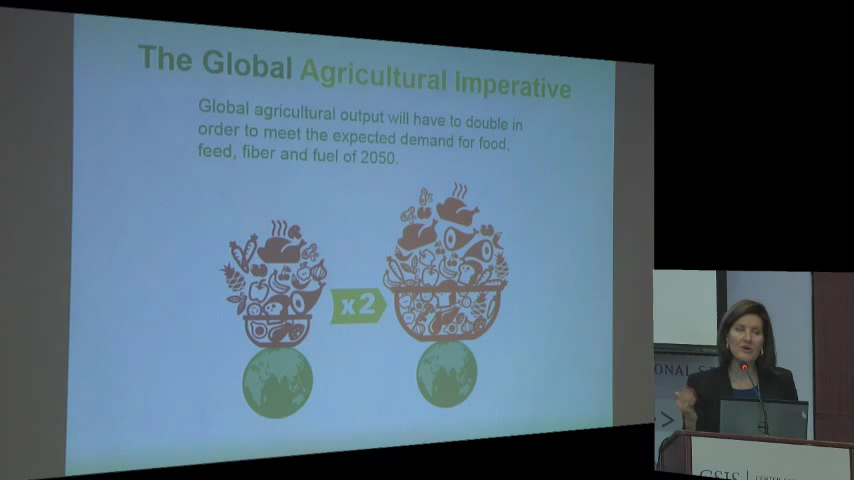 The Global Agricultural Imperative
Global agricultural output will have to double in
order to meet the expected demand for food,
feed, fiber and fuel of 2050.
x2
ONAL S
CSIS